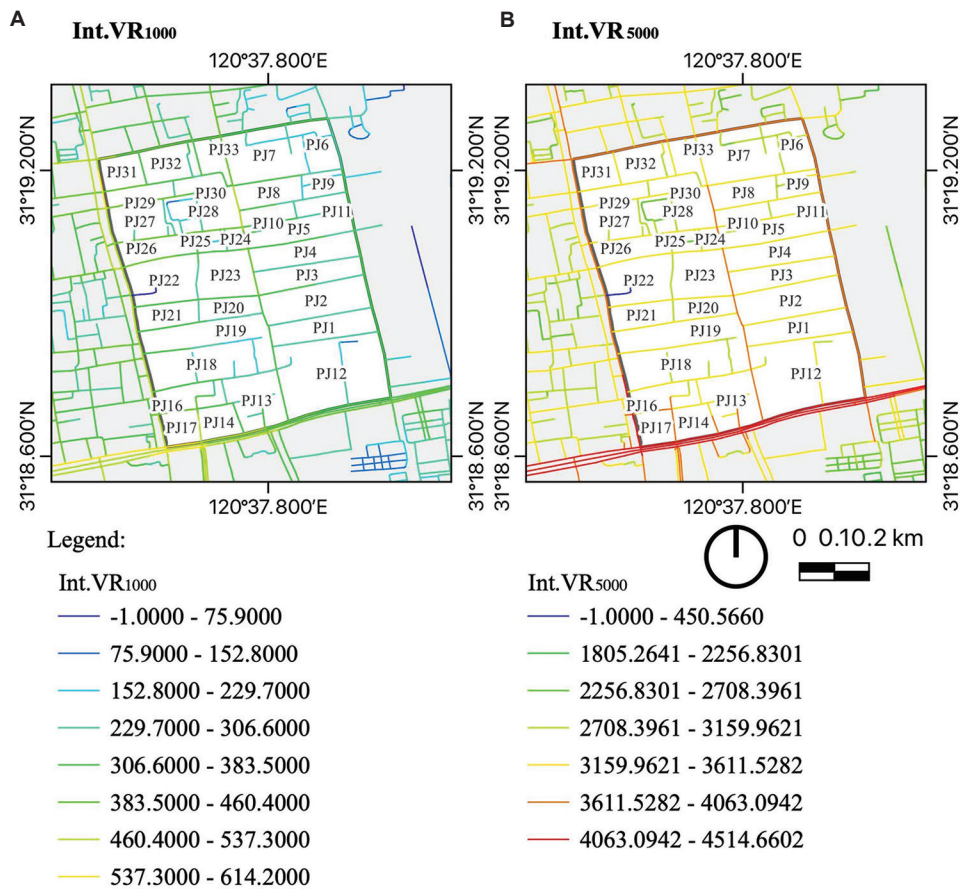 A
Int.VR1000
120°37.800′E
31°19.200′N
31°18.600′N
PJ6
PJ33
PJ7
PJ32
PJ31
PJ9
PJ30
PJ8
PJ29
PJ28
PJ11
PJ27
PJ10
PJ5
PJ25
PJ24
PJ26
PJ4
PJ22
PJ23
PJ3
PJ2
PJ20
PJ21
PJ19
PJ1
PJ18
PJ12
PJ16
PJ13
PJ14
PJ17
120°37.800′E
B
Int.VR5000
120°37.800′E
31°19.200′N
31°18.600′N
PJ6
PJ33
PJ7
PJ32
PJ31
PJ9
PJ30
PJ8
PJ29
PJ28
PJ11
PJ27
PJ10
PJ5
PJ25
PJ24
PJ26
PJ4
PJ22
PJ23
PJ3
PJ2
PJ20
PJ21
PJ19
PJ1
PJ18
PJ12
PJ16
PJ13
PJ14
PJ17
120°37.800′E
31°19.200′N
31°18.600′N
Legend:
0 0.10.2 km
Int.VR1000
-1.0000 - 75.9000
75.9000 - 152.8000
152.8000 - 229.7000
229.7000 - 306.6000
306.6000 - 383.5000
383.5000 - 460.4000
460.4000 - 537.3000
537.3000 - 614.2000
Int.VR5000
-1.0000 - 450.5660
1805.2641 - 2256.8301
2256.8301 - 2708.3961
2708.3961 - 3159.9621
3159.9621 - 3611.5282
3611.5282 - 4063.0942
4063.0942 - 4514.6602